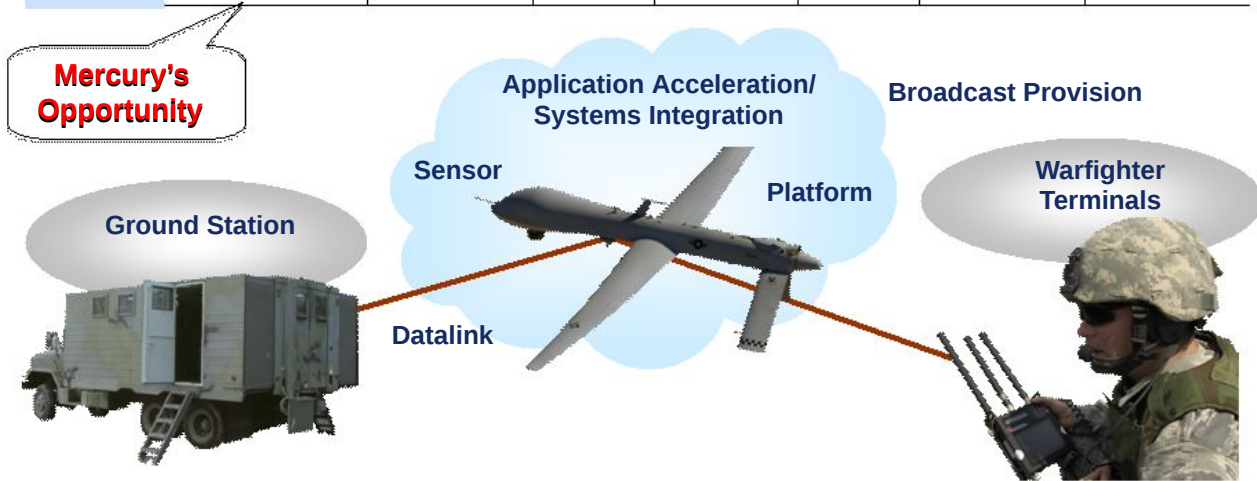 Mercury's
Opportunity
Application Acceleration/
Systems Integration
Broadcast Provision
Sensor
Platform
Warfighter
Terminals
Ground Station
Datalink